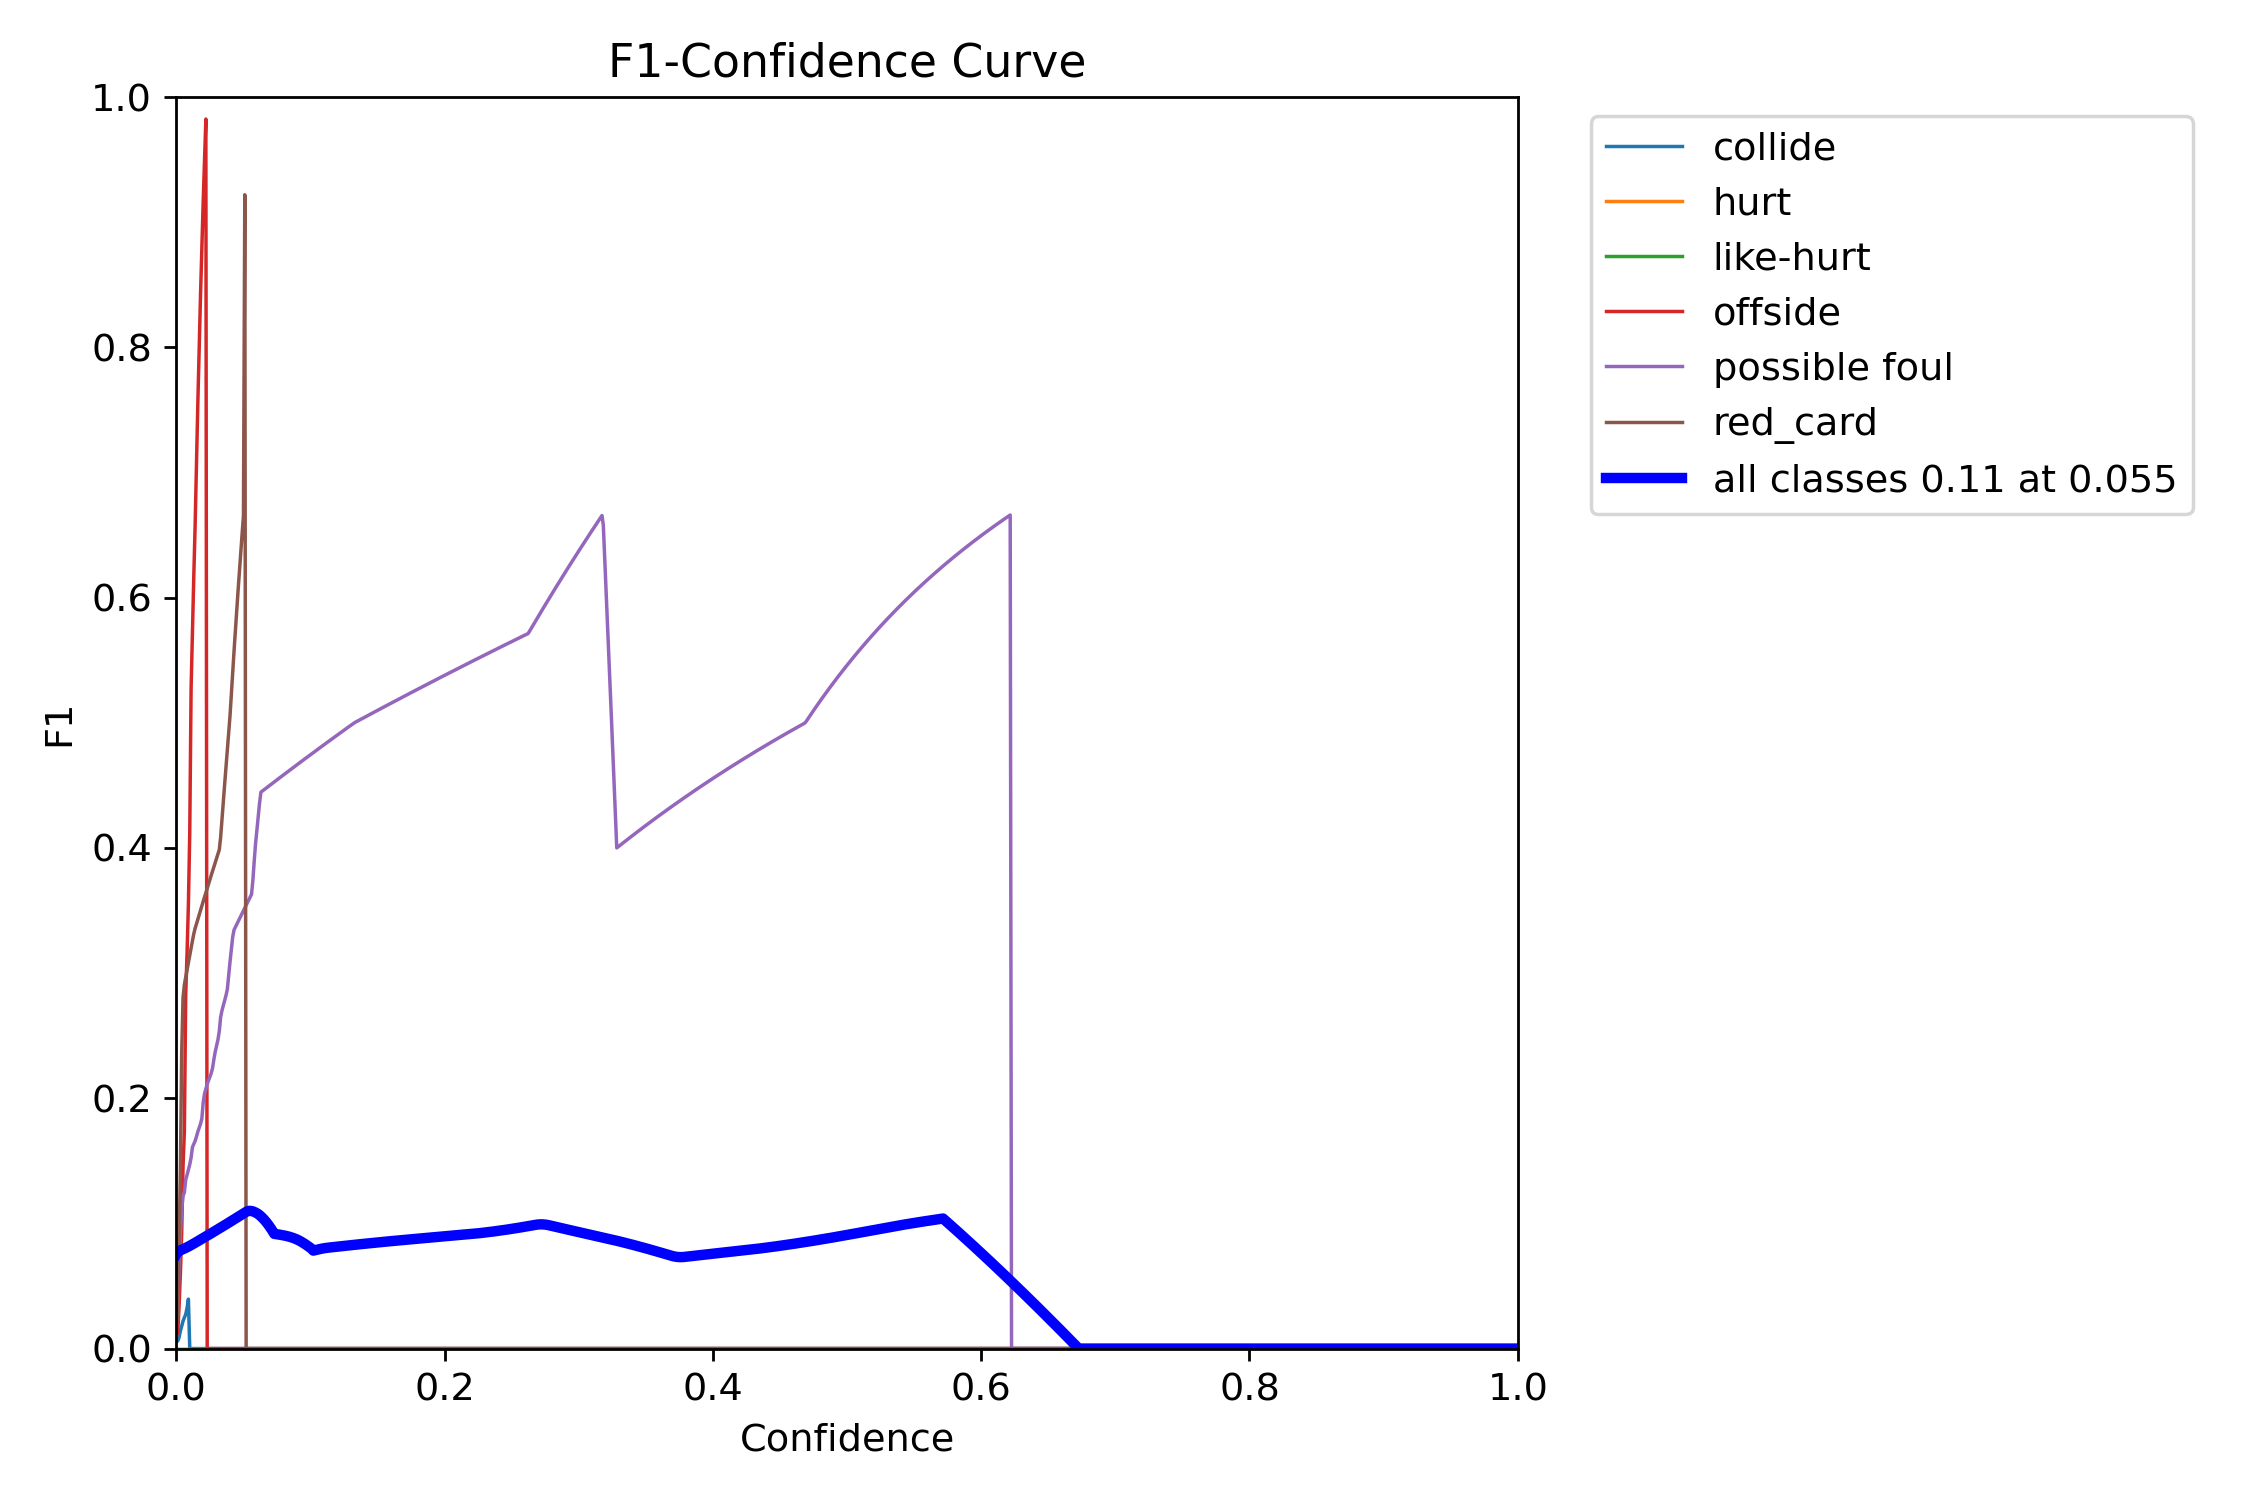 F1-Confidence Curve
1.0
0.8
0.6
0.4
0.2
0.0
F1
0.0 0.2 0.4 0.6 0.8 1.0
Confidence
collide
hurt
like-hurt
offside
possible foul
red_card
all classes 0.11 at 0.055